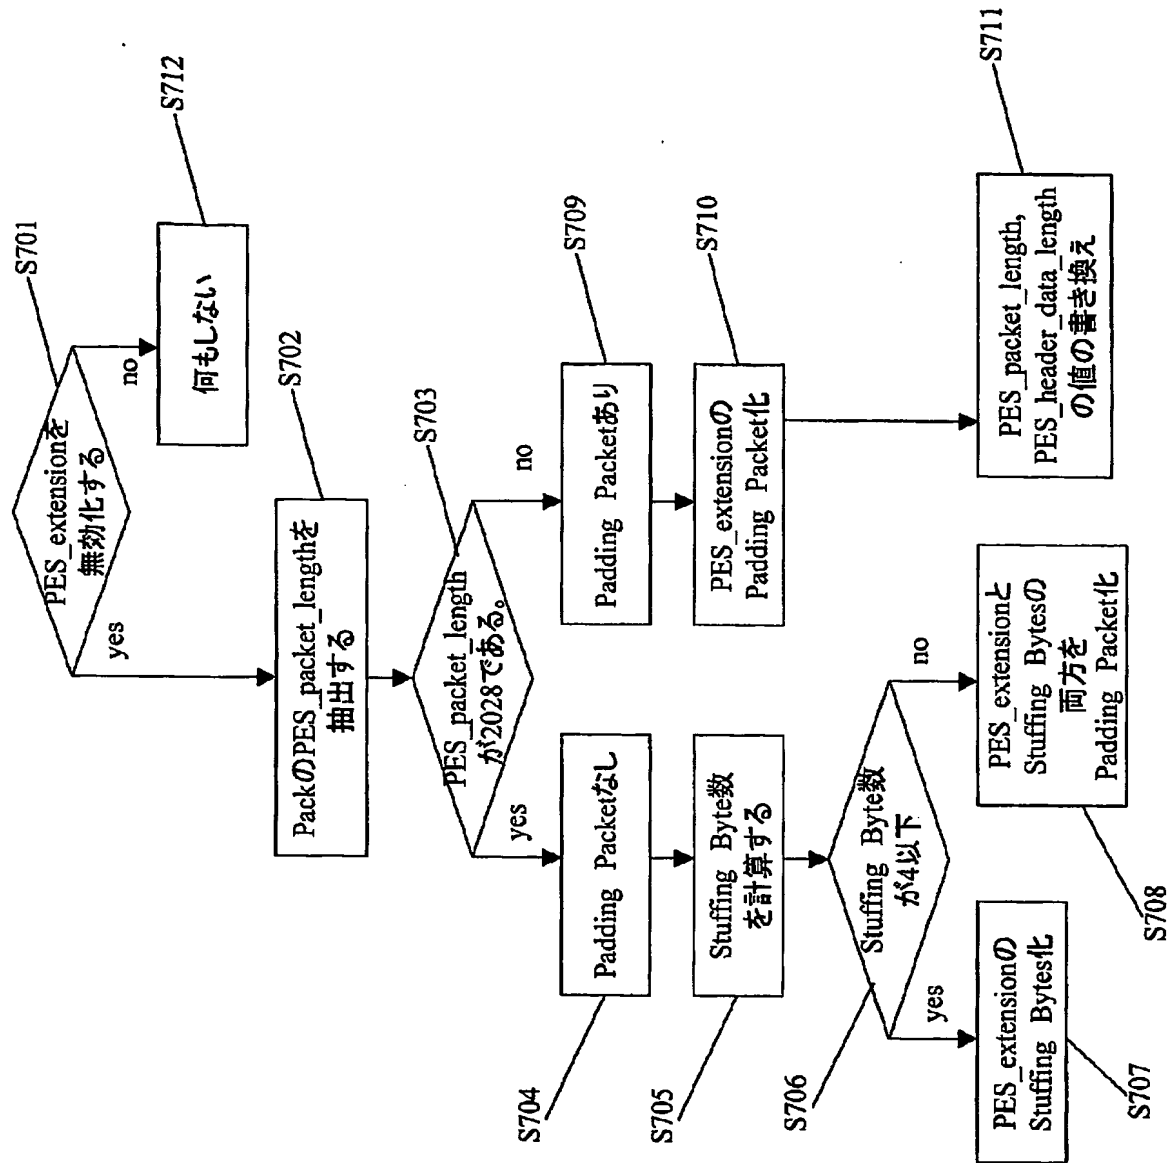 S701
PES_extensionを
無効化する
no
S712
何もしない
yes
S702
PackのPES_packet_lengthを
抽出する
S703
PES_packet_length
が2028である。
yes
no
S704
Padding Packetなし
S709
Padding Packetあり
S705
Stuffing Byte数
を計算する
S710
PES_extensionの
Padding Packet化
S706
Stuffing Byte数
が4以下
yes
no
S707
PES_extensionの
Stuffing Bytes化
S708
PES_extensionと
Stuffing Bytesの
両方を
Padding Packet化
S711
PES_packet_length,
PES_header_data_length
の値の書き換え